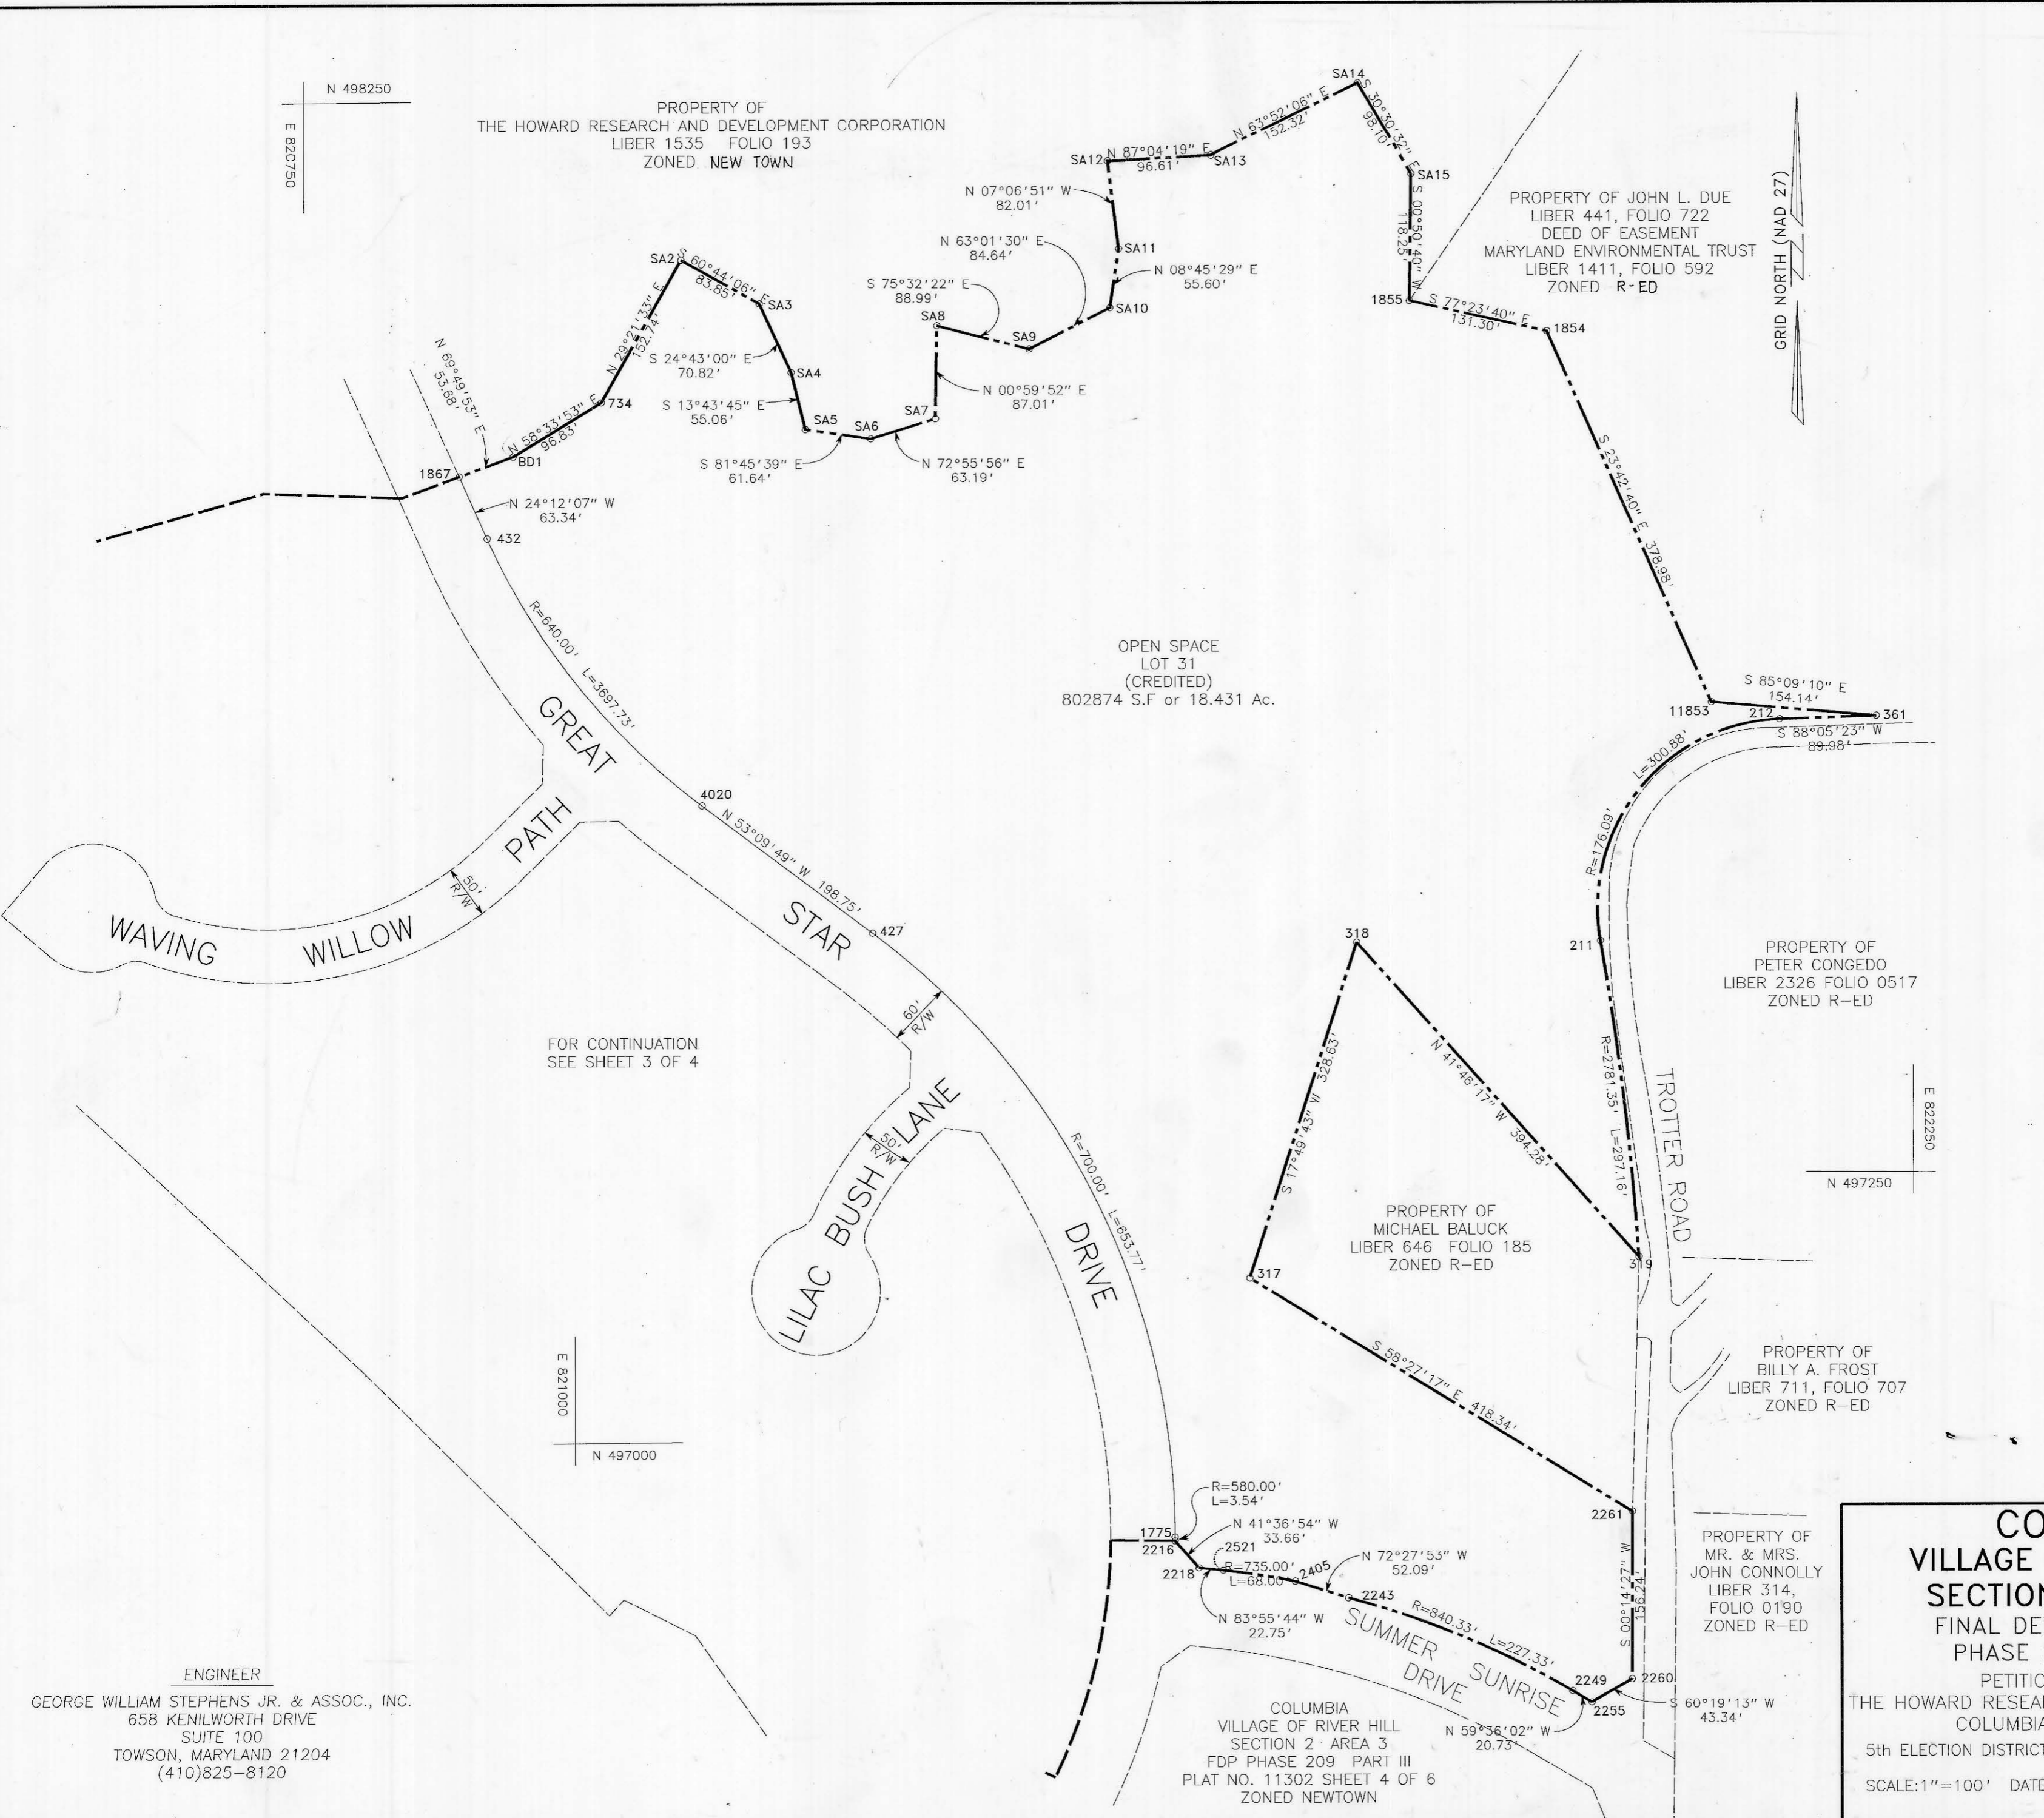 N 498250
E 820750
PROPERTY OF
THE HOWARD RESEARCH AND DEVELOPMENT CORPORATION
LIBER 1535 FOLIO 193
ZONED NEW TOWN
SA14
N 63°52'06" E
152.32'
S 30°30'32" E
98.10'
SA12
N 87°04'19" E
96.61'
SA13
SA15
S 00°50'40" W
118.25'
N 07°06'51" W
82.01'
PROPERTY OF JOHN L. DUE
LIBER 441, FOLIO 722
DEED OF EASEMENT
MARYLAND ENVIRONMENTAL TRUST
LIBER 1411, FOLIO 592
ZONED R-ED
GRID NORTH (NAD 27)
N 63°01'30" E
84.64'
SA11
N 08°45'29" E
55.60'
SA2
S 60°44'06" E
83.85'
SA3
S 75°32'22" E
88.99'
SA10
1855
S 77°23'40" E
131.30'
1854
SA8
SA9
N 29°21'33" E
152.74'
S 24°43'00" E
70.82'
SA4
N 69°49'53" E
53.68'
S 13°43'45" E
55.06'
N 00°59'52" E
87.01'
734
N 58°33'53" E
96.83'
SA5
SA6
SA7
BD1
1867
S 81°45'39" E
61.64'
N 72°55'56" E
63.19'
N 24°12'07" W
63.34'
432
S 23°42'40" E 378.98'
R=640.00' L=3697.73'
OPEN SPACE
LOT 31
(CREDITED)
802874 S.F or 18.431 Ac.
S 85°09'10" E
154.14'
11853
212
361
S 88°05'23" W
89.98'
L=300.88'
R=176.09'
GREAT
4020
N 53°09'49" W 198.75'
PATH
50'
R/W
WAVING
WILLOW
STAR
427
318
211
PROPERTY OF
PETER CONGEDO
LIBER 2326 FOLIO 0517
ZONED R-ED
60'
R/W
FOR CONTINUATION
SEE SHEET 3 OF 4
S 17°49'43" W 328.63'
N 41°46'17" W 394.28'
R=2781.35' L=297.16'
TROTTER ROAD
E 822250
N 497250
LILAC BUSH LANE
50'
R/W
R=700.00' L=653.77'
DRIVE
PROPERTY OF
MICHAEL BALUCK
LIBER 646 FOLIO 185
ZONED R-ED
319
317
S 58°27'17" E 418.34'
PROPERTY OF
BILLY A. FROST
LIBER 711, FOLIO 707
ZONED R-ED
E 821000
N 497000
R=580.00'
L=3.54'
N 41°36'54" W
33.66'
1775
2216
2521
2218
R=735.00'
L=68.00'
2405
N 72°27'53" W
52.09'
2243
N 83°55'44" W
22.75'
2261
S 00°14'27" W
156.24'
PROPERTY OF
MR. & MRS.
JOHN CONNOLLY
LIBER 314,
FOLIO 0190
ZONED R-ED
R=840.33' L=227.33'
SUMMER SUNRISE
DRIVE
2249
2255
2260
S 60°19'13" W
43.34'
N 59°36'02" W
20.73'
COLUMBIA
VILLAGE OF RIVER HILL
SECTION 2 AREA 3
FDP PHASE 209 PART III
PLAT NO. 11302 SHEET 4 OF 6
ZONED NEWTOWN
ENGINEER
GEORGE WILLIAM STEPHENS JR. & ASSOC., INC.
658 KENILWORTH DRIVE
SUITE 100
TOWSON, MARYLAND 21204
(410)825-8120
CO
VILLAGE
SECTION
FINAL DE
PHASE
PETITIO
THE HOWARD RESEA
COLUMBIA
5th ELECTION DISTRICT
SCALE:1"=100' DATE